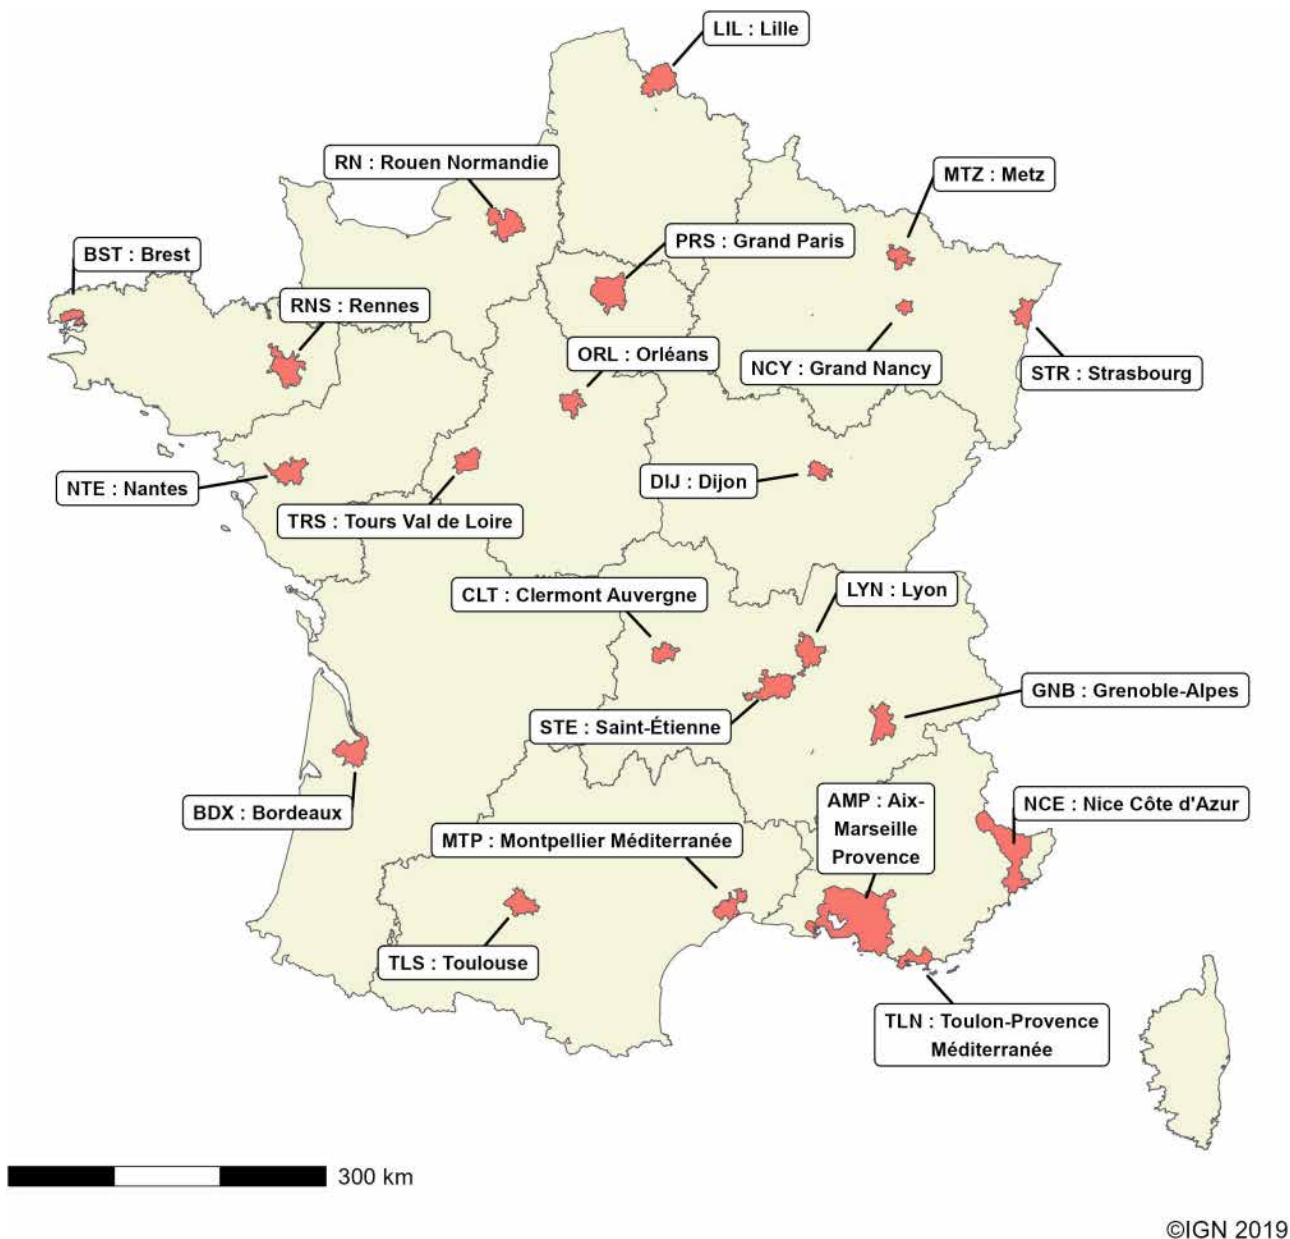 LIL : Lille
RN : Rouen Normandie
MTZ : Metz
PRS : Grand Paris
BST : Brest
RNS : Rennes
ORL : Orléans
NCY : Grand Nancy
STR : Strasbourg
NTE : Nantes
DIJ : Dijon
TRS : Tours Val de Loire
CLT : Clermont Auvergne
LYN : Lyon
GNB : Grenoble-Alpes
STE : Saint-Étienne
BDX : Bordeaux
AMP : Aix-
Marseille
Provence
NCE : Nice Côte d'Azur
MTP : Montpellier Méditerranée
TLS : Toulouse
TLN : Toulon-Provence
Méditerranée
300 km
©IGN 2019